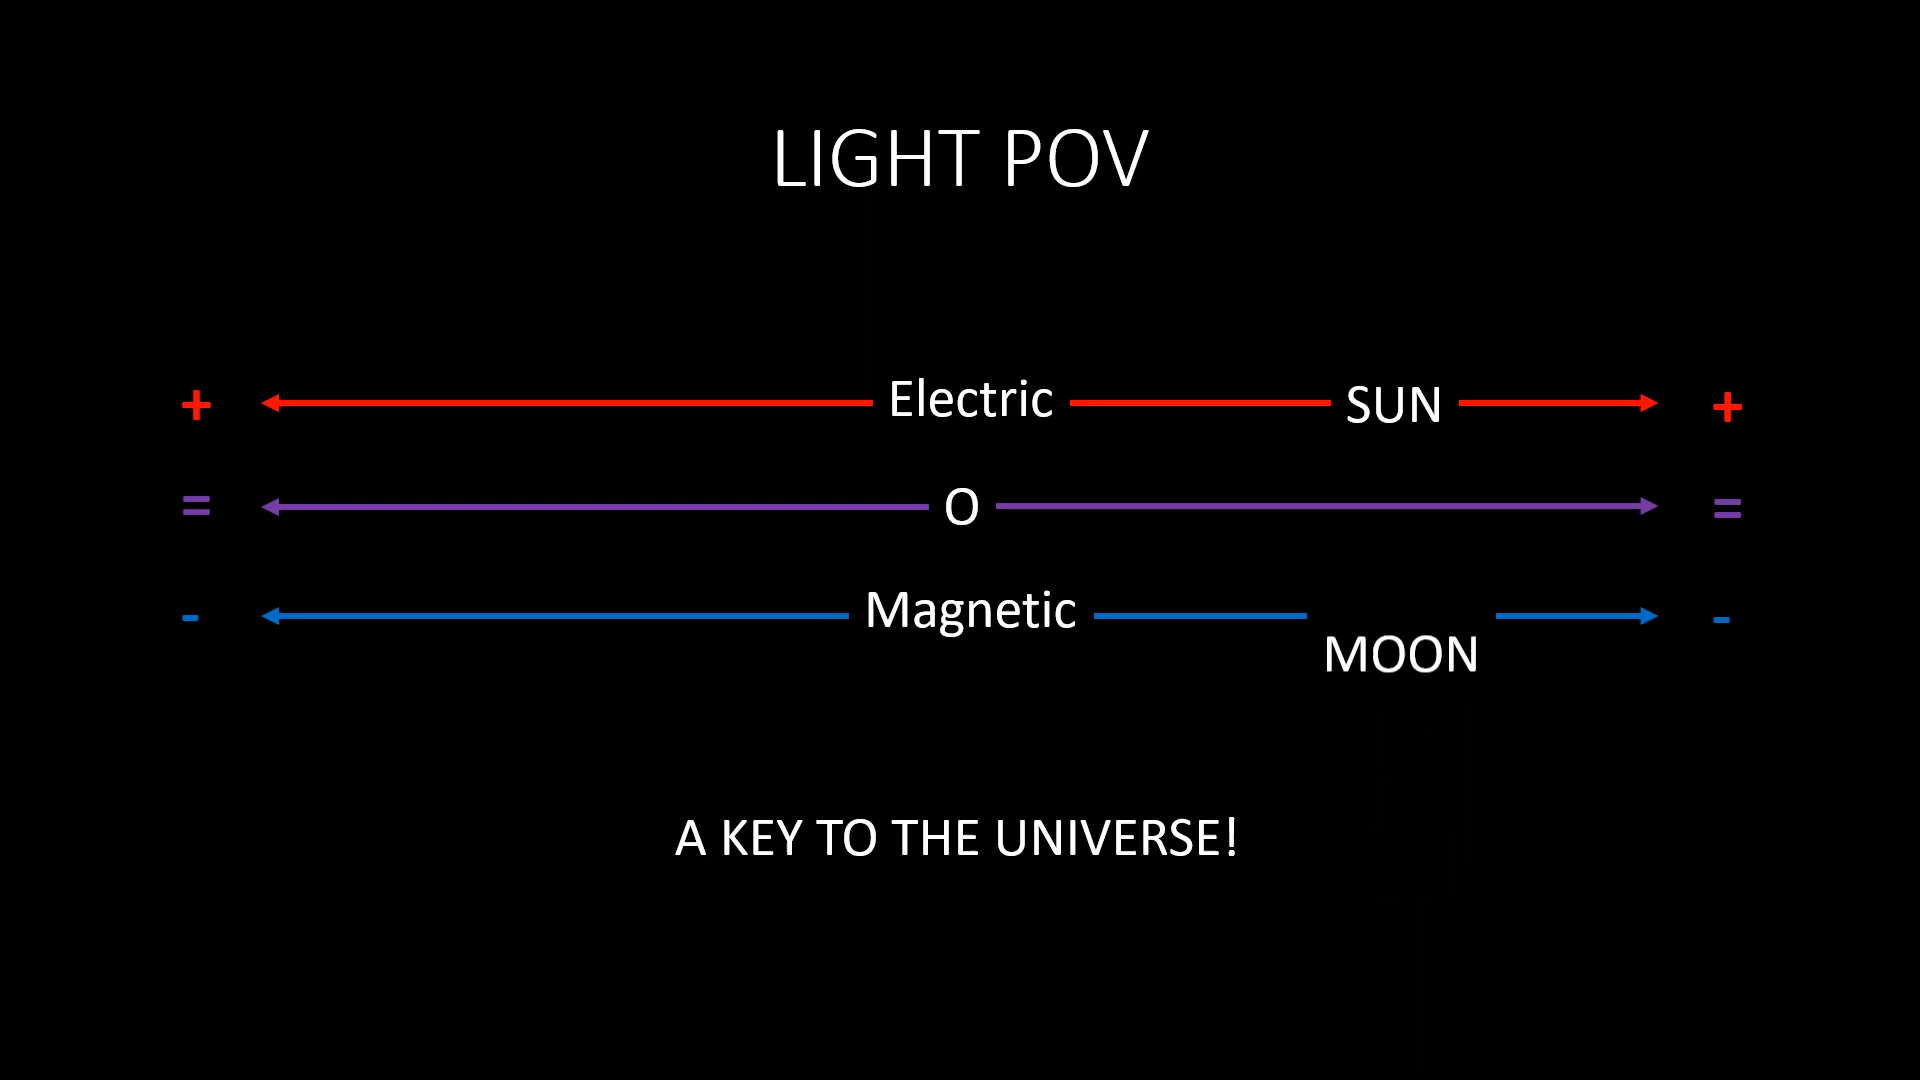 LIGHT POV
+ Electric SUN +
= O =
- Magnetic -
MOON
A KEY TO THE UNIVERSE!